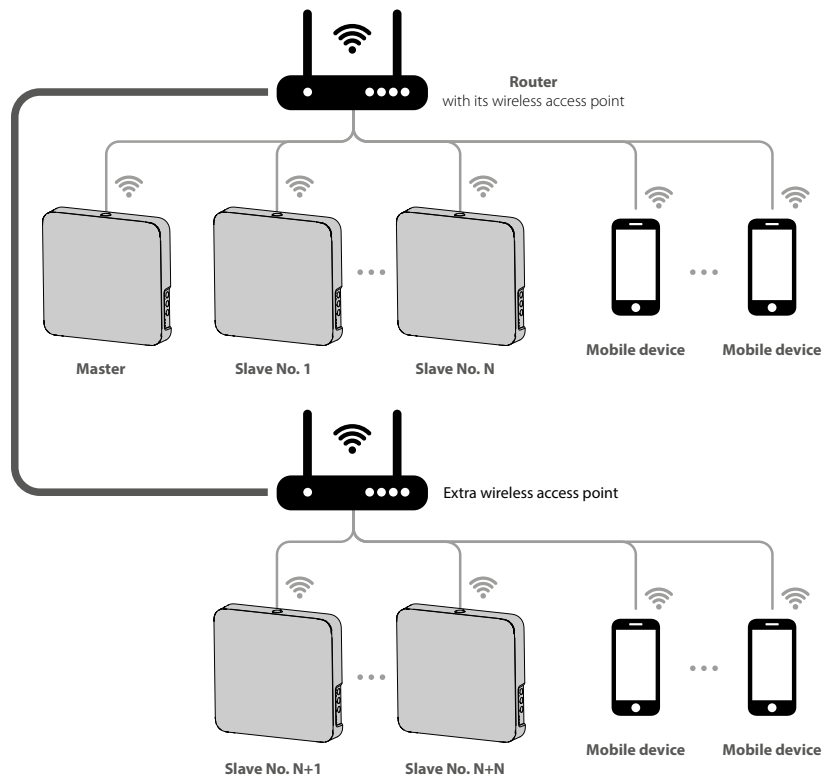 Router
with its wireless access point
Master
Slave No. 1
Slave No. N
Mobile device
Mobile device
Extra wireless access point
Slave No. N+1
Slave No. N+N
Mobile device
Mobile device